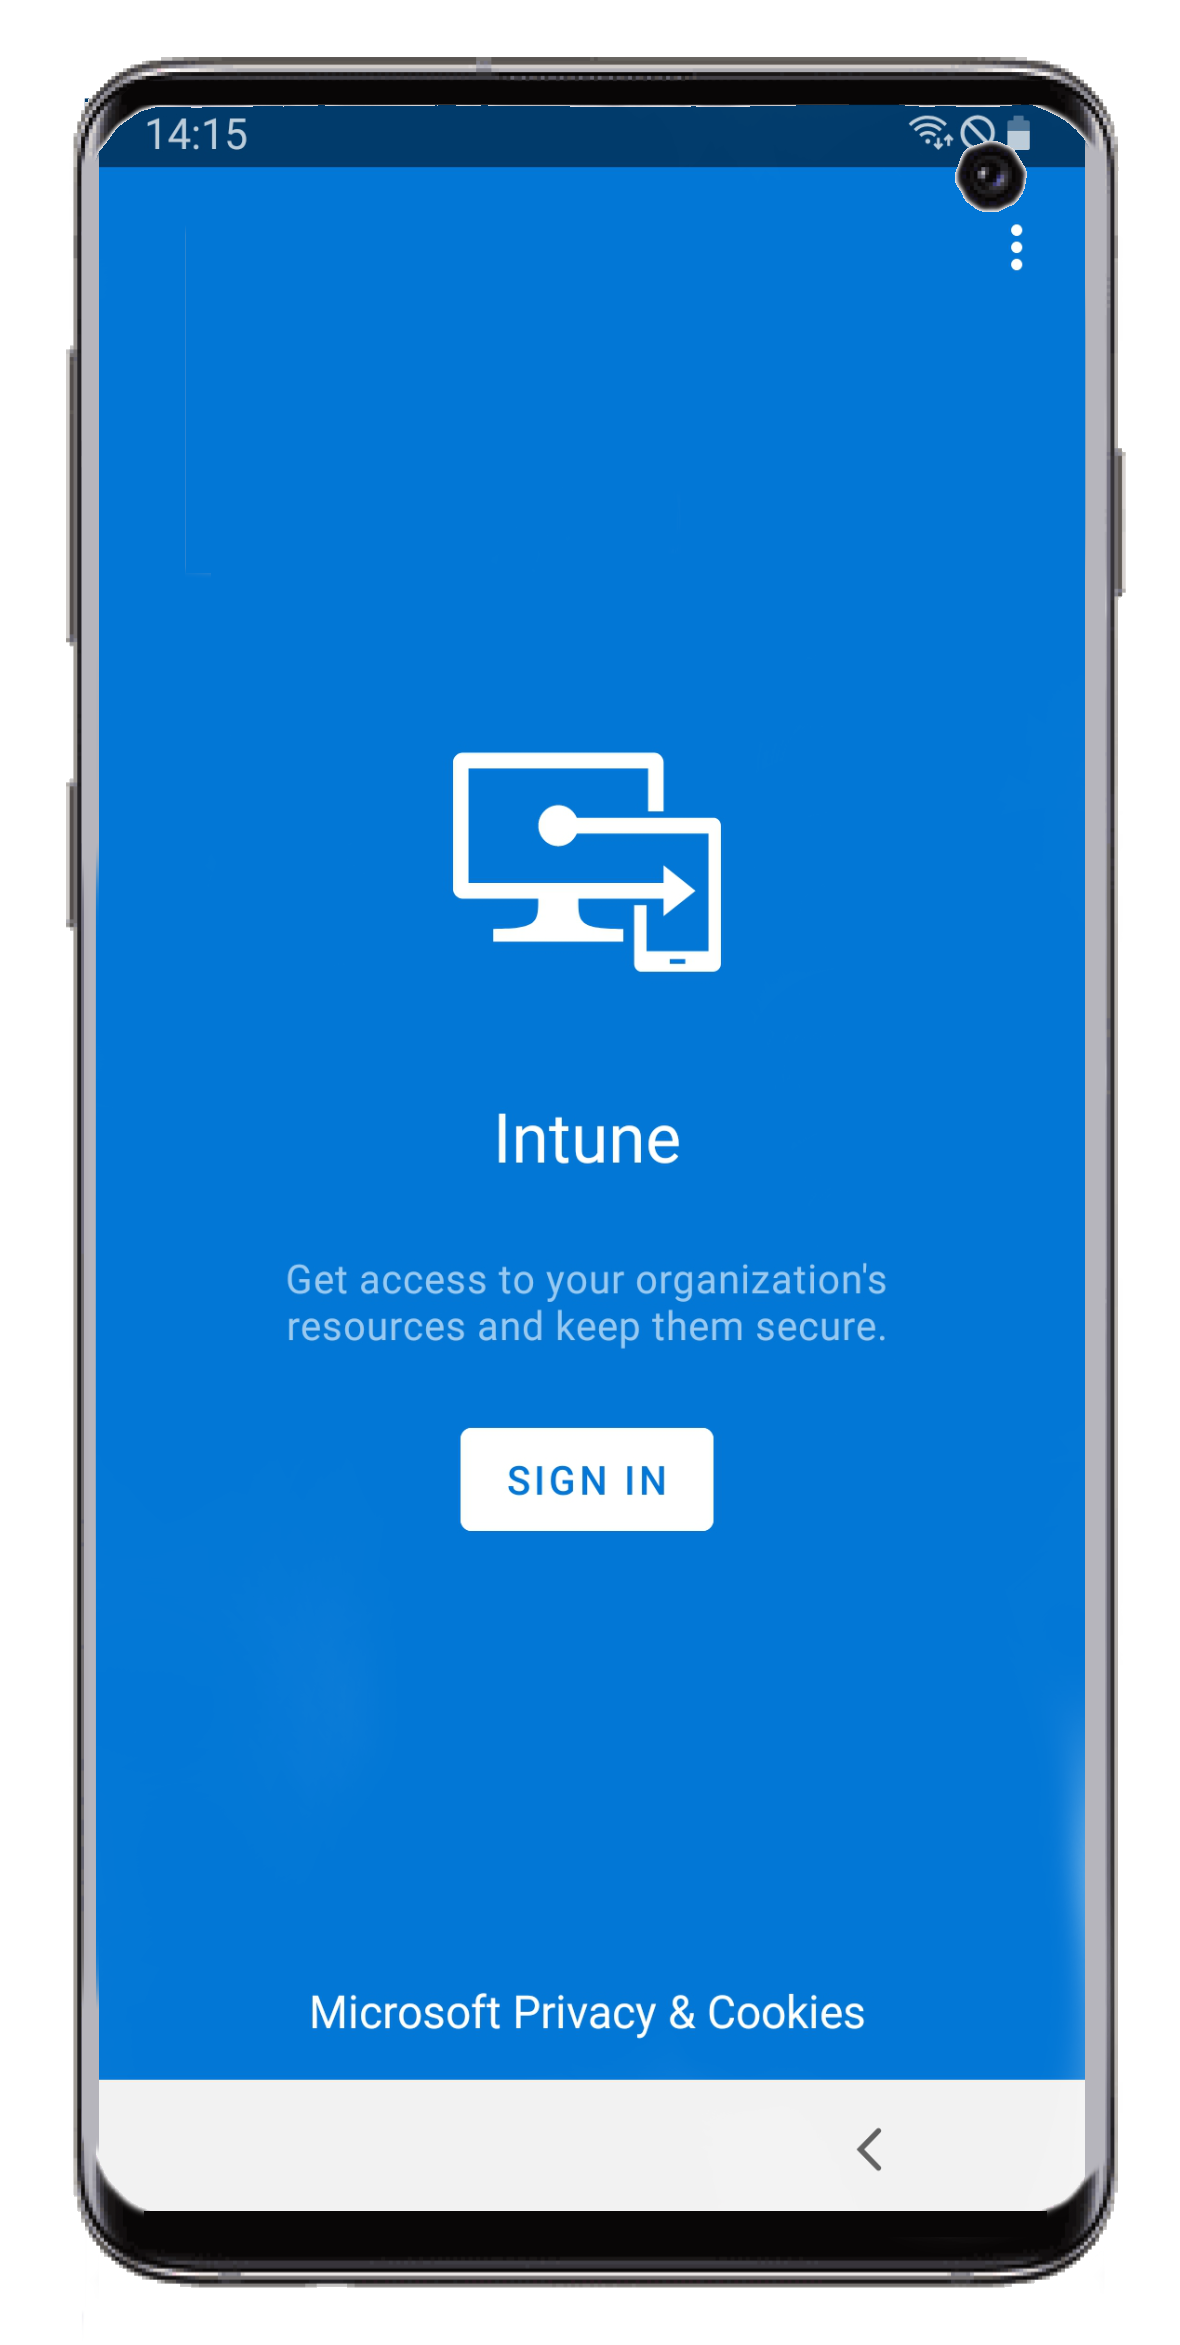 14:15
Intune
Get access to your organization's
resources and keep them secure.
SIGN IN
Microsoft Privacy & Cookies